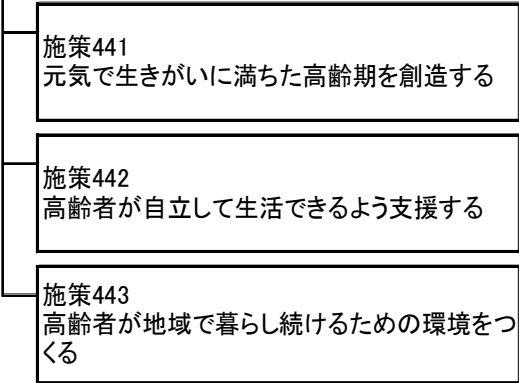 施策441
元気で生きがいに満ちた高齢期を創造する
施策442
高齢者が自立して生活できるよう支援する
施策443
高齢者が地域で暮らし続けるための環境をつ
くる